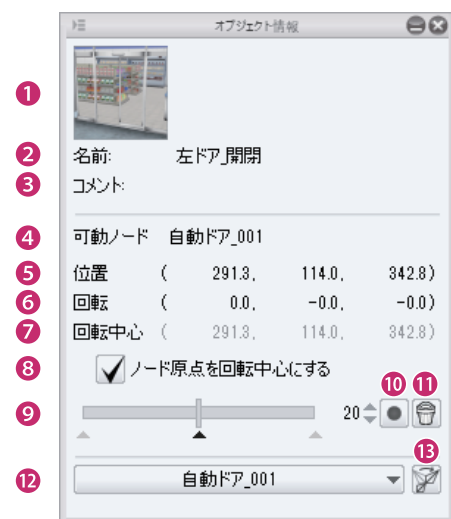 オブジェクト情報
1
2 名前: 左ドア_開閉
3 コメント:
4 可動ノード 自動ドア_001
5 位置 ( 291.3, 114.0, 342.8)
6 回転 ( 0.0, -0.0, -0.0)
7 回転中心 ( 291.3, 114.0, 342.8)
8 ノード原点を回転中心にする
10 11
9 20
13
12 自動ドア_001